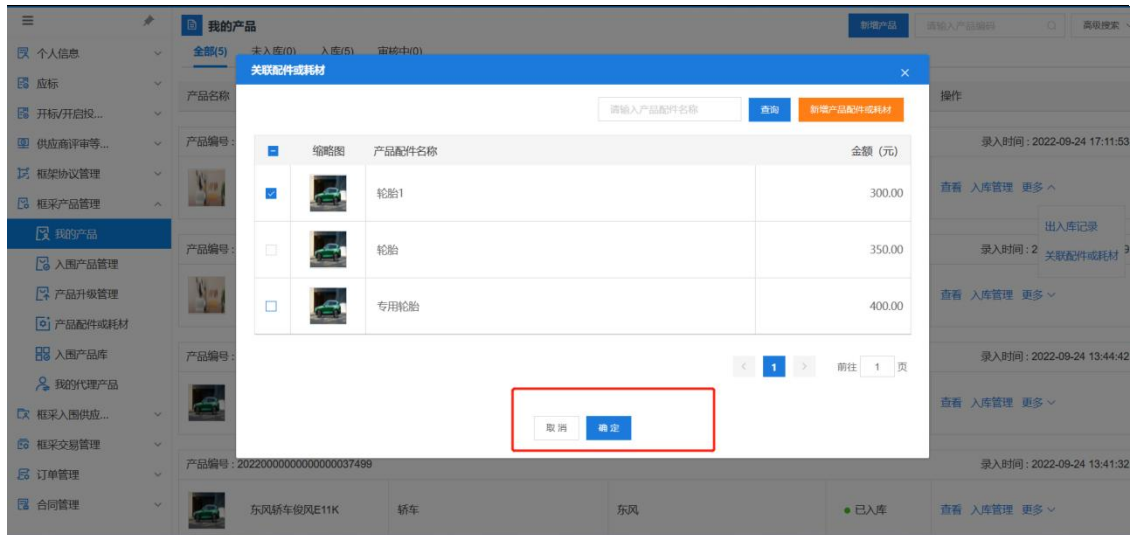 我的产品
新增产品
请输入产品编码
高级搜索
个人信息
应标
开标/开启投...
供应商评审等...
框架协议管理
框采产品管理
我的产品
入围产品管理
产品升级管理
产品配件或耗材
入围产品库
我的代理产品
框采入围供应...
框采交易管理
订单管理
合同管理
全部(5) 未入库(0) 入库(5) 审核中(0)
产品名称 操作
产品编号: 录入时间 : 2022-09-24 17:11:53
查看 入库管理 更多
出入库记录
关联配件或耗材
产品编号: 录入时间 : 2
查看 入库管理 更多
产品编号: 录入时间 : 2022-09-24 13:44:42
查看 入库管理 更多
关联配件或耗材
请输入产品配件名称 查询 新增产品配件或耗材
缩略图 产品配件名称 金额（元）
轮胎1 300.00
轮胎 350.00
专用轮胎 400.00
1 前往 1 页
取消 确定
产品编号 : 录入时间 : 2022-09-24 13:41:32
东风轿车俊风E11K 轿车 东风 已入库 查看 入库管理 更多